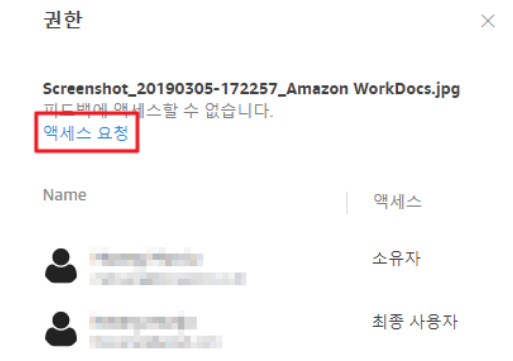 권한
Screenshot_20190305-172257_Amazon WorkDocs.jpg
피드백에 액세스할 수 없습니다.
액세스 요청
Name 액세스
소유자
최종 사용자